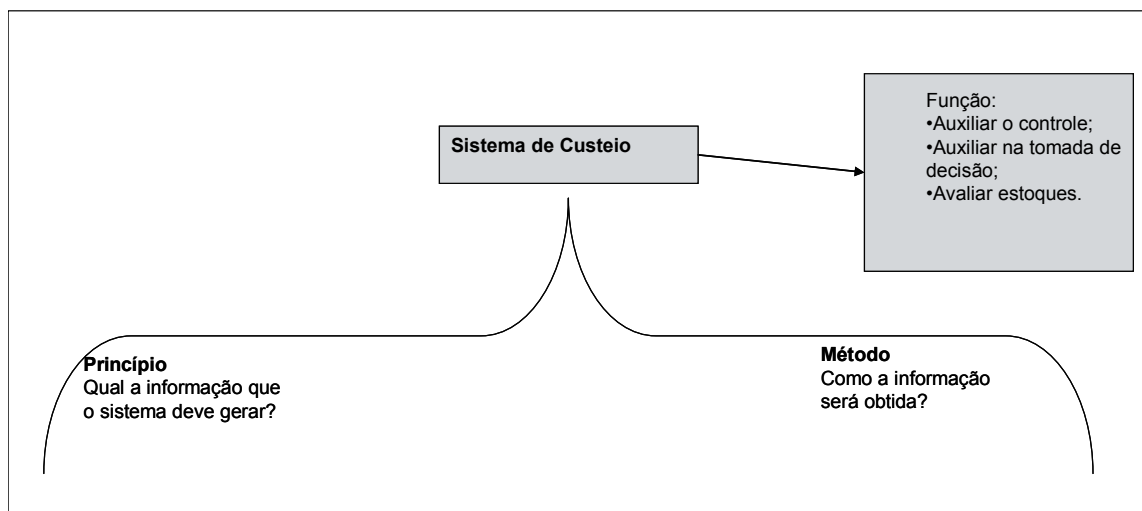 Sistema de Custeio
Função:
•Auxiliar o controle;
•Auxiliar na tomada de
decisão;
•Avaliar estoques.
Princípio
Qual a informação que
o sistema deve gerar?
Método
Como a informação
será obtida?